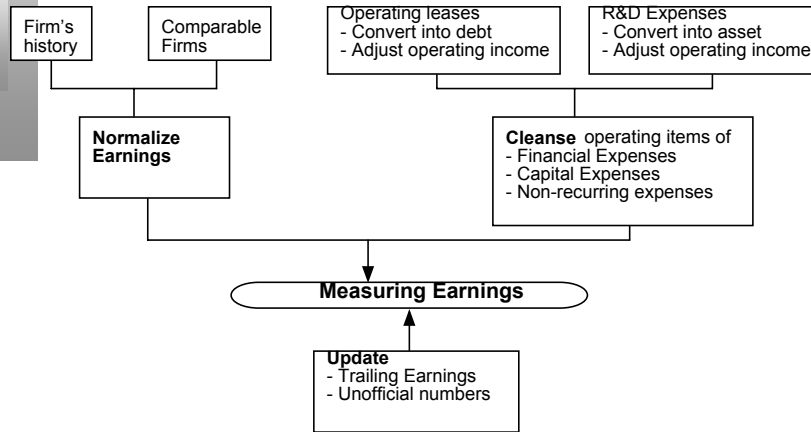 Firm's
history
Comparable
Firms
Operating leases
- Convert into debt
- Adjust operating income
R&D Expenses
- Convert into asset
- Adjust operating income
Normalize
Earnings
Cleanse operating items of
- Financial Expenses
- Capital Expenses
- Non-recurring expenses
Measuring Earnings
Update
- Trailing Earnings
- Unofficial numbers